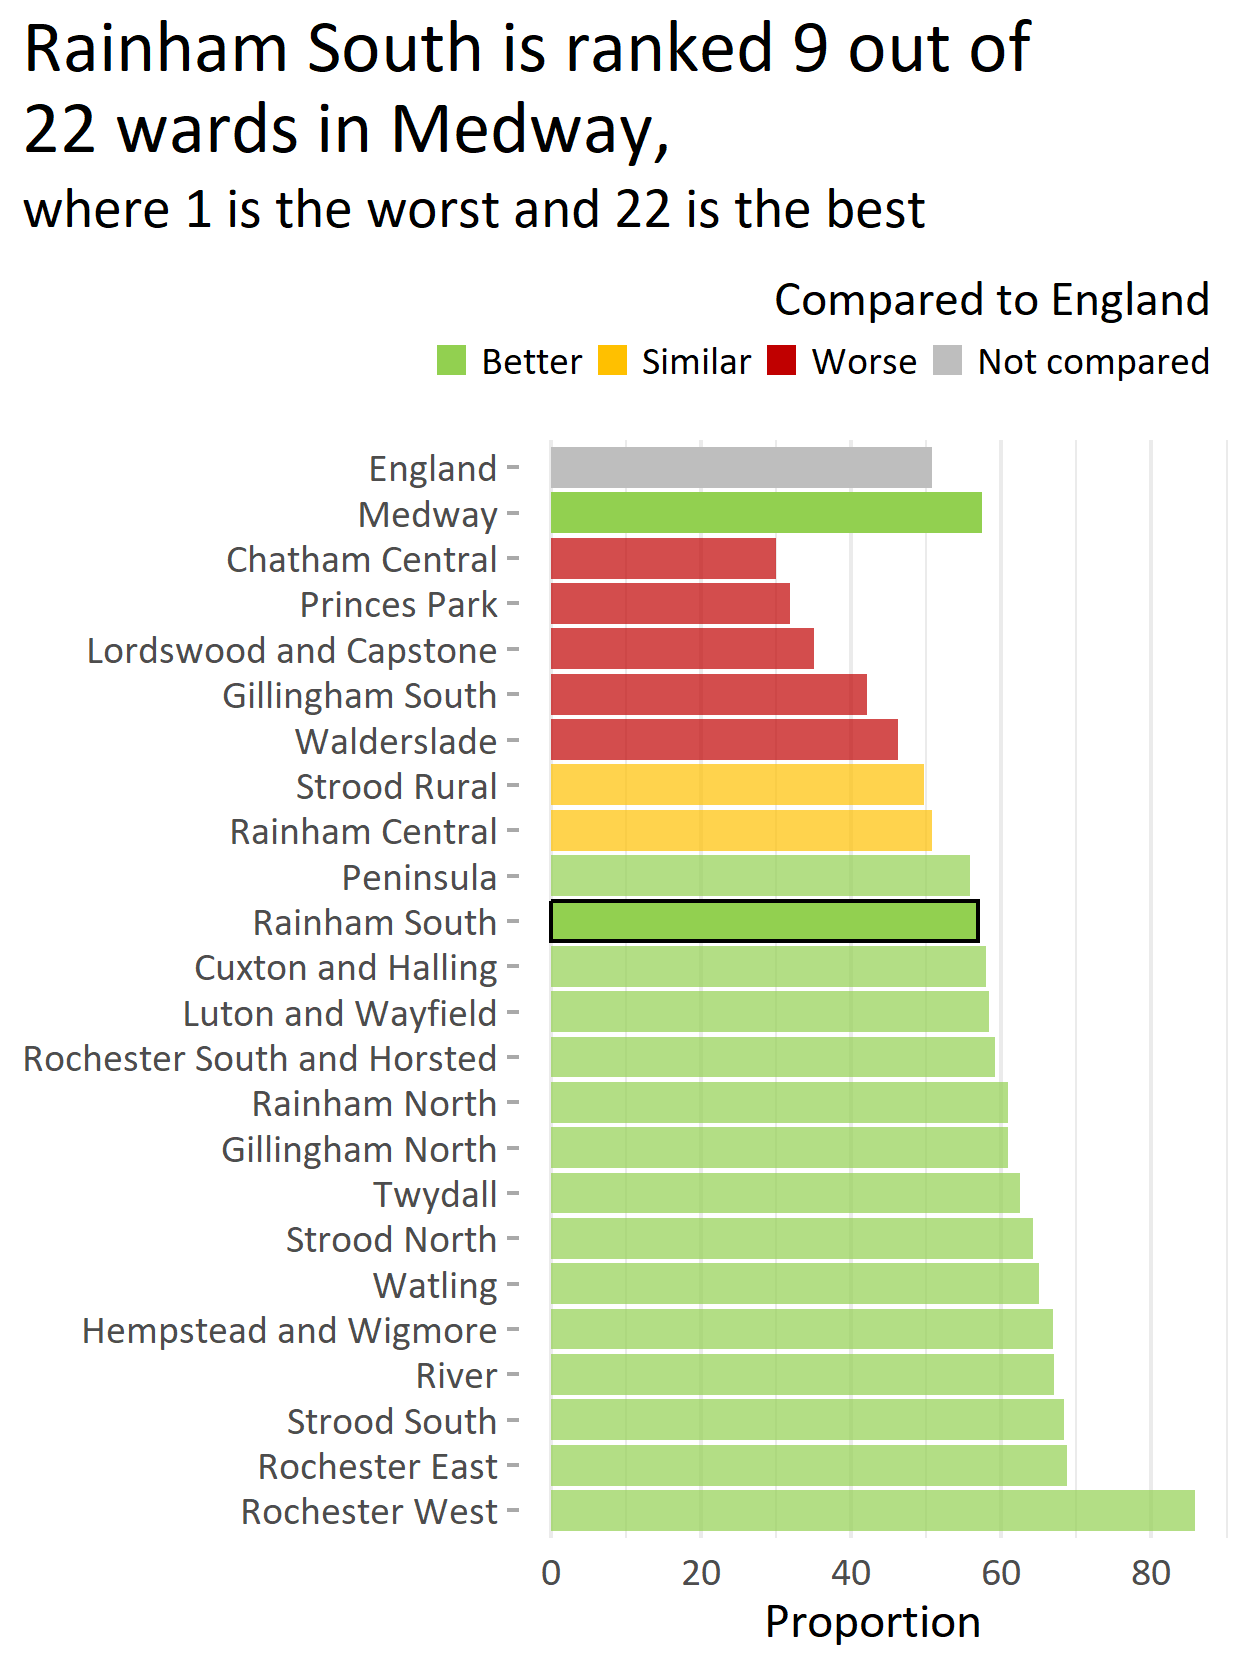 Rainham South is ranked 9 out of
22 wards in Medway,
where 1 is the worst and 22 is the best
Compared to England
Better Similar Worse Not compared
England
Medway
Chatham Central
Princes Park
Lordswood and Capstone
Gillingham South
Walderslade
Strood Rural
Rainham Central
Peninsula
Rainham South
Cuxton and Halling
Luton and Wayfield
Rochester South and Horsted
Rainham North
Gillingham North
Twydall
Strood North
Watling
Hempstead and Wigmore
River
Strood South
Rochester East
Rochester West
0 20 40 60 80
Proportion